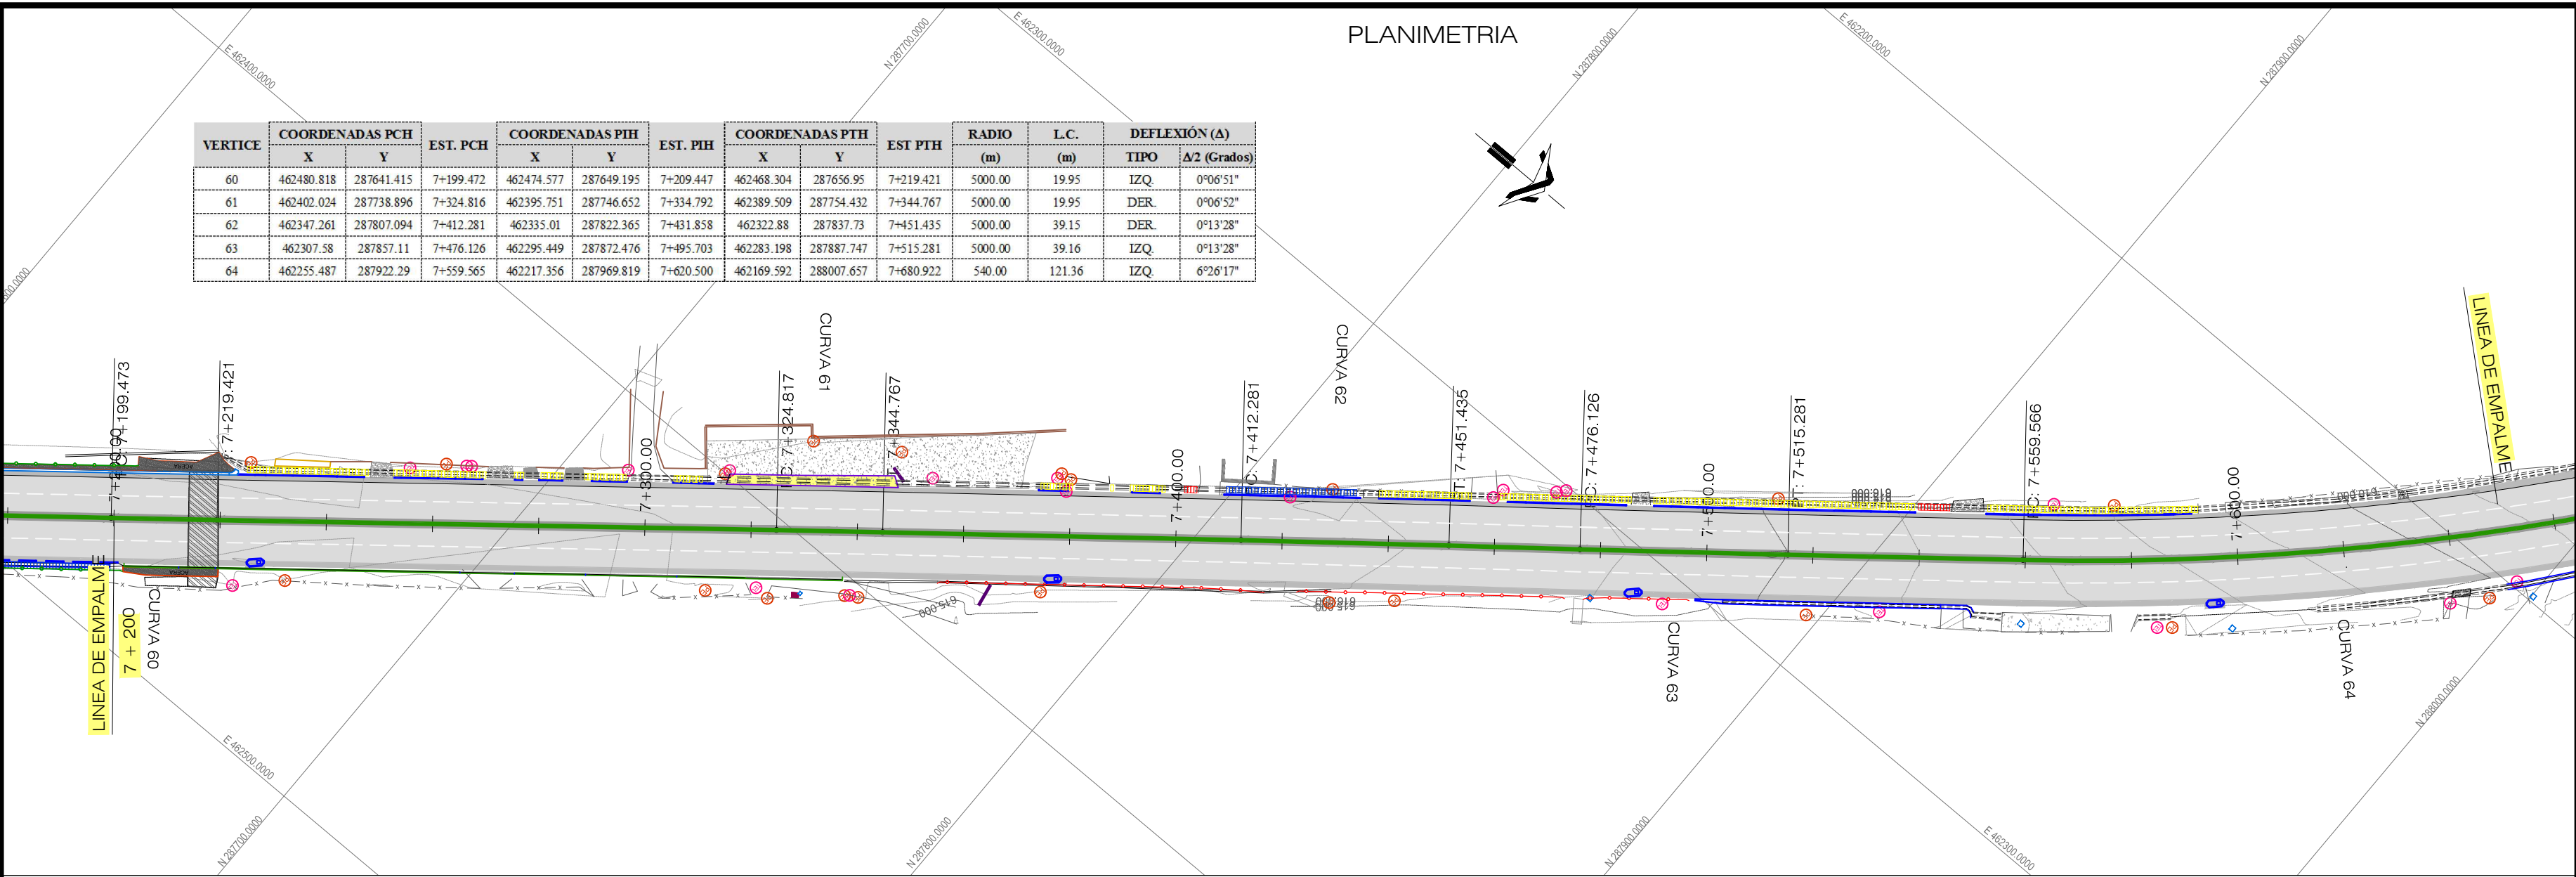 PLANIMETRIA
E 462400.0000
N 287700.0000
E 462300.0000
N 287800.0000
E 462200.0000
N 287900.0000
VERTICE COORDENADAS PCH EST. PCH COORDENADAS PIH EST. PIH COORDENADAS PTH EST PTH RADIO L.C. DEFLEXIÓN (Δ)
X Y X Y X Y (m) (m) TIPO Δ/2 (Grados)
60 462480.818 287641.415 7+199.472 462474.577 287649.195 7+209.447 462468.304 287656.95 7+219.421 5000.00 19.95 IZQ. 0°06'51"
61 462402.024 287738.896 7+324.816 462395.751 287746.652 7+334.792 462389.509 287754.432 7+344.767 5000.00 19.95 DER. 0°06'52"
62 462347.261 287807.094 7+412.281 462335.01 287822.365 7+431.858 462322.88 287837.73 7+451.435 5000.00 39.15 DER. 0°13'28"
63 462307.58 287857.11 7+476.126 462295.449 287872.476 7+495.703 462283.198 287887.747 7+515.281 5000.00 39.16 IZQ. 0°13'28"
64 462255.487 287922.29 7+559.565 462217.356 287969.819 7+620.500 462169.592 288007.657 7+680.922 540.00 121.36 IZQ. 6°26'17"
600.0000
7+199.473
7+200.00
7+219.421
7+300.00
C: 7+324.817
CURVA 61
T: 7+344.767
7+400.00
C: 7+412.281
CURVA 62
T: 7+451.435
C: 7+476.126
7+500.00
PT: 7+515.281
C: 7+559.566
7+600.00
LINEA DE EMPALME
ACERA
ACERA
615.000
LINEA DE EMPALME
7 + 200
CURVA 60
CURVA 63
CURVA 64
E 462500.0000
N 287700.0000
N 287800.0000
N 287900.0000
E 462300.0000
N 288000.0000